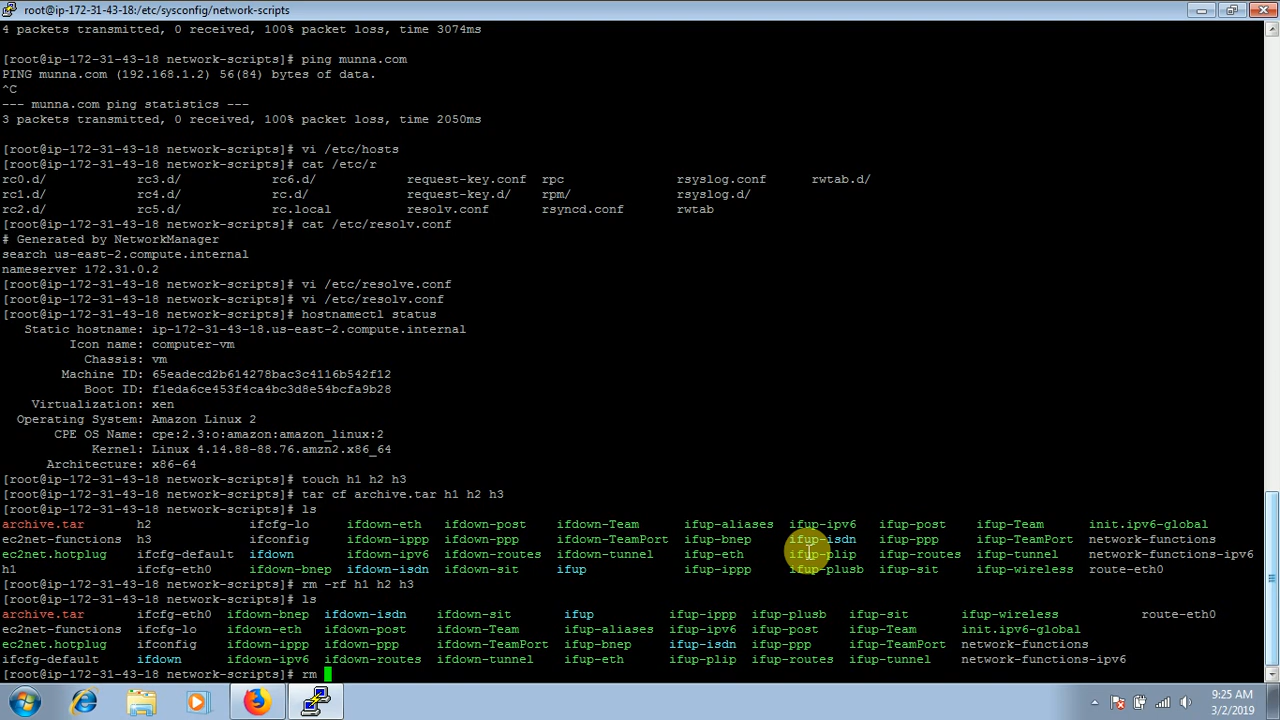 root@ip-172-31-43-18:/etc/sysconfig/network-scripts
4 packets transmitted, 0 received, 100% packet loss, time 3074ms
[root@ip-172-31-43-18 network-scripts]# ping munna.com
PING munna.com (192.168.1.2) 56(84) bytes of data.
^C
--- munna.com ping statistics ---
3 packets transmitted, 0 received, 100% packet loss, time 2050ms
[root@ip-172-31-43-18 network-scripts]# vi /etc/hosts
[root@ip-172-31-43-18 network-scripts]# cat /etc/r
rc0.d/ rc3.d/ rc6.d/ request-key.conf rpc rsyslog.conf rwtab.d/
rc1.d/ rc4.d/ rc.d/ request-key.d/ rpm/ rsyslog.d/
rc2.d/ rc5.d/ rc.local resolv.conf rsyncd.conf rwtab
[root@ip-172-31-43-18 network-scripts]# cat /etc/resolv.conf
# Generated by NetworkManager
search us-east-2.compute.internal
nameserver 172.31.0.2
[root@ip-172-31-43-18 network-scripts]# vi /etc/resolve.conf
[root@ip-172-31-43-18 network-scripts]# vi /etc/resolv.conf
[root@ip-172-31-43-18 network-scripts]# hostnamectl status
Static hostname: ip-172-31-43-18.us-east-2.compute.internal
Icon name: computer-vm
Chassis: vm
Machine ID: 65eadecd2b614278bac3c4116b542f12
Boot ID: f1eda6ce453f4ca4bc3d8e54bcfa9b28
Virtualization: xen
Operating System: Amazon Linux 2
CPE OS Name: cpe:2.3:o:amazon:amazon_linux:2
Kernel: Linux 4.14.88-88.76.amzn2.x86_64
Architecture: x86-64
[root@ip-172-31-43-18 network-scripts]# touch h1 h2 h3
[root@ip-172-31-43-18 network-scripts]# tar cf archive.tar h1 h2 h3
[root@ip-172-31-43-18 network-scripts]# ls
archive.tar h2 ifcfg-lo ifdown-eth ifdown-post ifdown-Team ifup-aliases ifup-ipv6 ifup-post ifup-Team init.ipv6-global
ec2net-functions h3 ifconfig ifdown-ippp ifdown-ppp ifdown-TeamPort ifup-bnep ifup-isdn ifup-ppp ifup-TeamPort network-functions
ec2net.hotplug ifcfg-default ifdown ifdown-ipv6 ifdown-routes ifdown-tunnel ifup-eth ifup-plip ifup-routes ifup-tunnel network-functions-ipv6
h1 ifcfg-eth0 ifdown-bnep ifdown-isdn ifdown-sit ifup ifup-ippp ifup-plusb ifup-sit ifup-wireless route-eth0
[root@ip-172-31-43-18 network-scripts]# rm -rf h1 h2 h3
[root@ip-172-31-43-18 network-scripts]# ls
archive.tar ifcfg-eth0 ifdown-bnep ifdown-isdn ifdown-sit ifup ifup-ippp ifup-plusb ifup-sit ifup-wireless route-eth0
ec2net-functions ifcfg-lo ifdown-eth ifdown-post ifdown-Team ifup-aliases ifup-ipv6 ifup-post ifup-Team init.ipv6-global
ec2net.hotplug ifconfig ifdown-ippp ifdown-ppp ifdown-TeamPort ifup-bnep ifup-isdn ifup-ppp ifup-TeamPort network-functions
ifcfg-default ifdown ifdown-ipv6 ifdown-routes ifdown-tunnel ifup-eth ifup-plip ifup-routes ifup-tunnel network-functions-ipv6
[root@ip-172-31-43-18 network-scripts]# rm
9:25 AM
3/2/2019